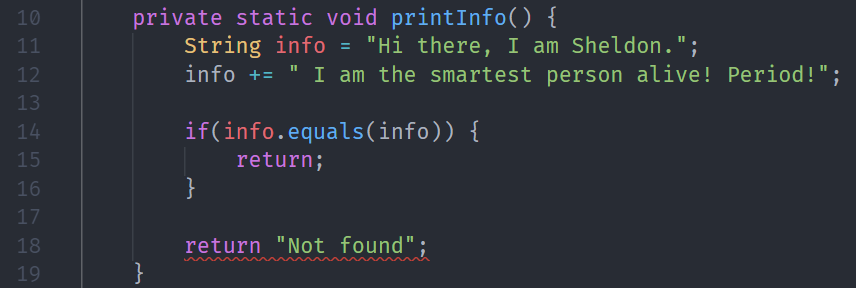 10 private static void printInfo() {
11 String info = "Hi there, I am Sheldon.";
12 info += " I am the smartest person alive! Period!";
13
14 if(info.equals(info)) {
15 return;
16 }
17
18 return "Not found";
19 }